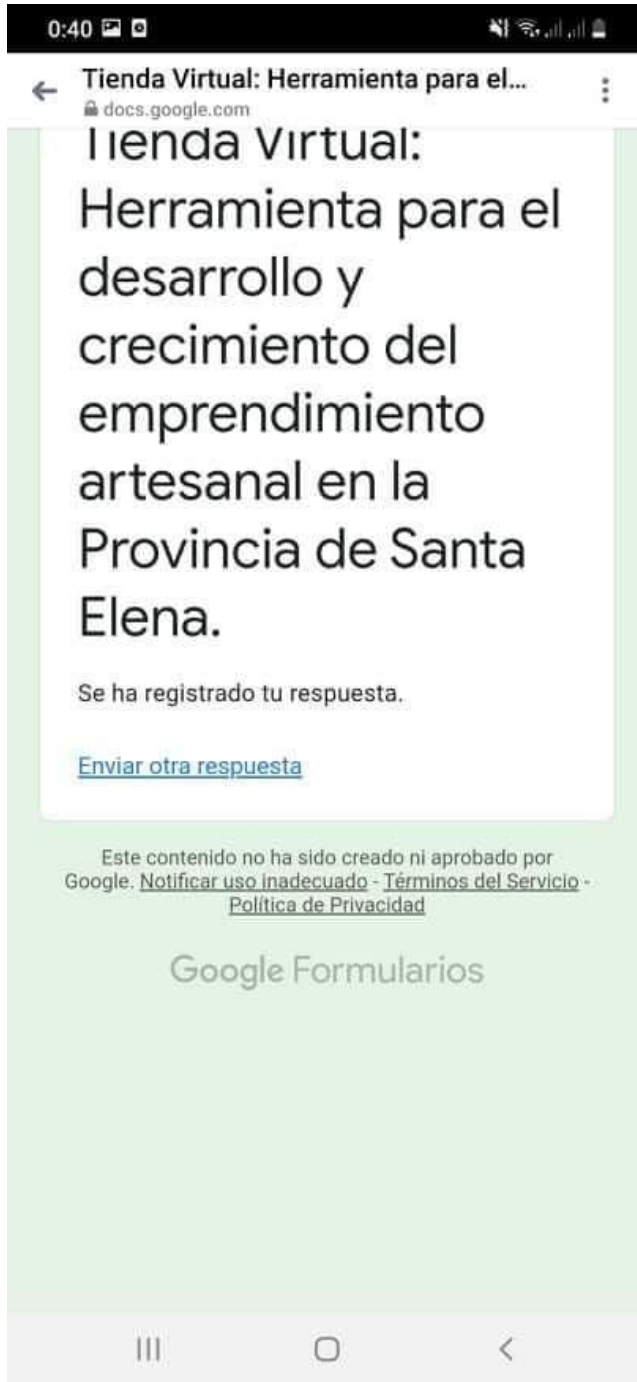 0:40
Tienda Virtual: Herramienta para el...
docs.google.com
Tienda Virtual:
Herramienta para el
desarrollo y
crecimiento del
emprendimiento
artesanal en la
Provincia de Santa
Elena.
Se ha registrado tu respuesta.
Enviar otra respuesta
Este contenido no ha sido creado ni aprobado por
Google. Notificar uso inadecuado - Términos del Servicio -
Política de Privacidad
Google Formularios